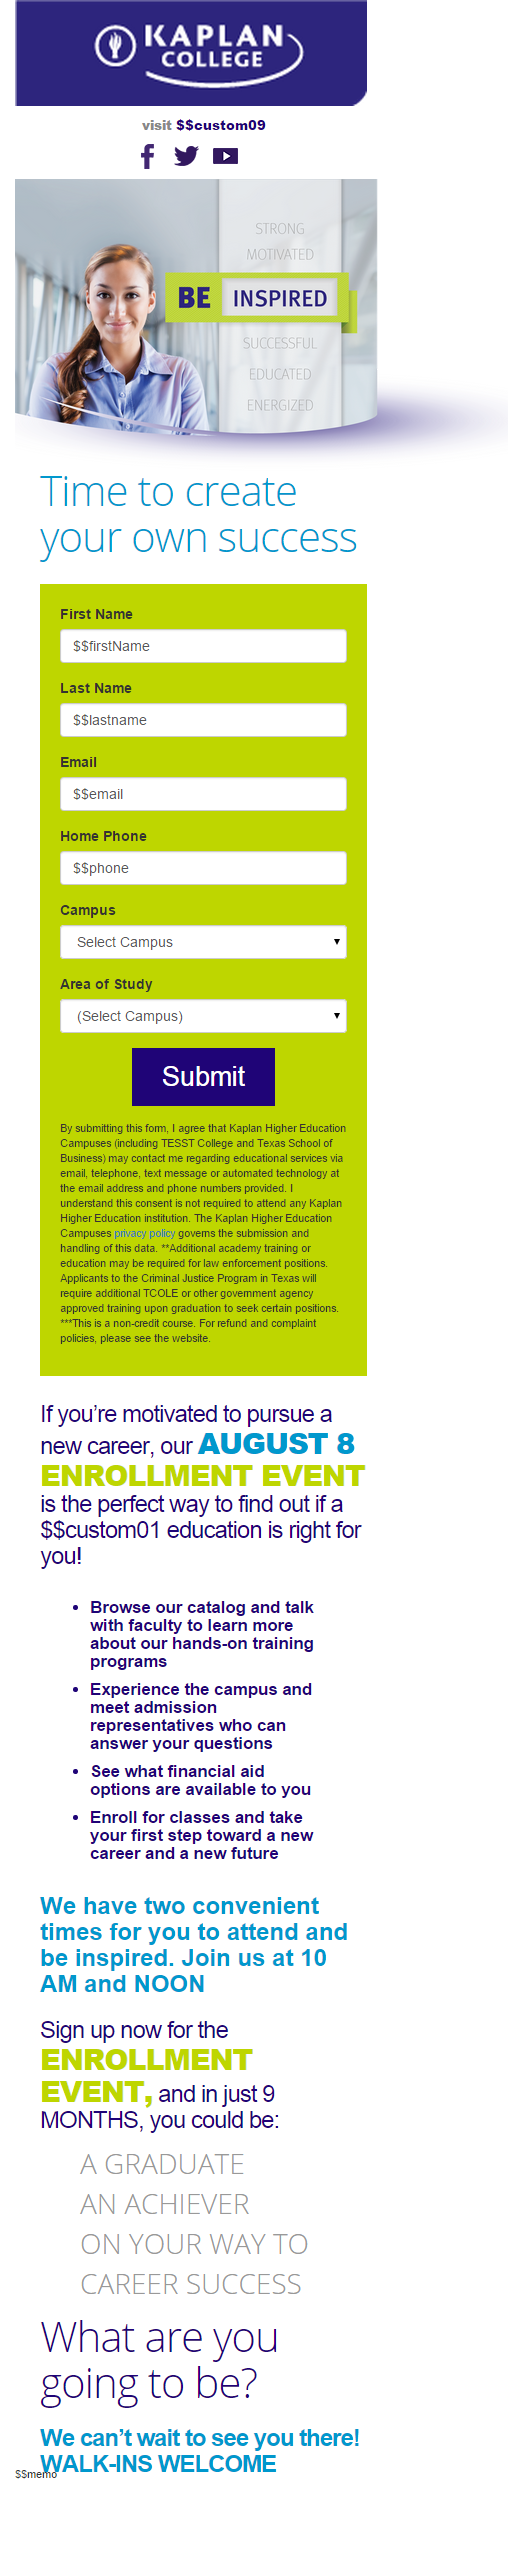 KAPLAN
COLLEGE
visit $$custom09
STRONG
MOTIVATED
BE INSPIRED
SUCCESSFUL
EDUCATED
ENERGIZED
Time to create
your own success
First Name
$$firstName
Last Name
$$lastname
Email
$$email
Home Phone
$$phone
Campus
Select Campus
Area of Study
(Select Campus)
Submit
By submitting this form, I agree that Kaplan Higher Education
Campuses (including TESST College and Texas School of
Business) may contact me regarding educational services via
email, telephone, text message or automated technology at
the email address and phone numbers provided. I
understand this consent is not required to attend any Kaplan
Higher Education institution. The Kaplan Higher Education
Campuses privacy policy governs the submission and
handling of this data. **Additional academy training or
education may be required for law enforcement positions.
Applicants to the Criminal Justice Program in Texas will
require additional TCOLE or other government agency
approved training upon graduation to seek certain positions.
***This is a non-credit course. For refund and complaint
policies, please see the website.
If you’re motivated to pursue a
new career, our AUGUST 8
ENROLLMENT EVENT
is the perfect way to find out if a
$$custom01 education is right for
you!
• Browse our catalog and talk
with faculty to learn more
about our hands-on training
programs
• Experience the campus and
meet admission
representatives who can
answer your questions
• See what financial aid
options are available to you
• Enroll for classes and take
your first step toward a new
career and a new future
We have two convenient
times for you to attend and
be inspired. Join us at 10
AM and NOON
Sign up now for the
ENROLLMENT
EVENT, and in just 9
MONTHS, you could be:
A GRADUATE
AN ACHIEVER
ON YOUR WAY TO
CAREER SUCCESS
What are you
going to be?
We can’t wait to see you there!
WALK-INS WELCOME
$$memo